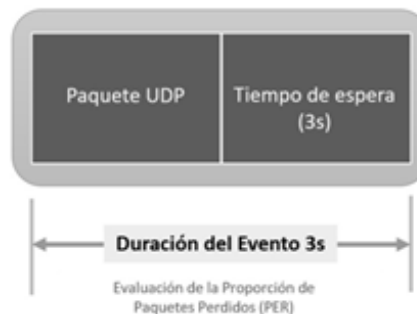 Paquete UDP
Tiempo de espera
(3s)
Duración del Evento 3s
Evaluación de la Proporción de
Paquetes Perdidos (PER)